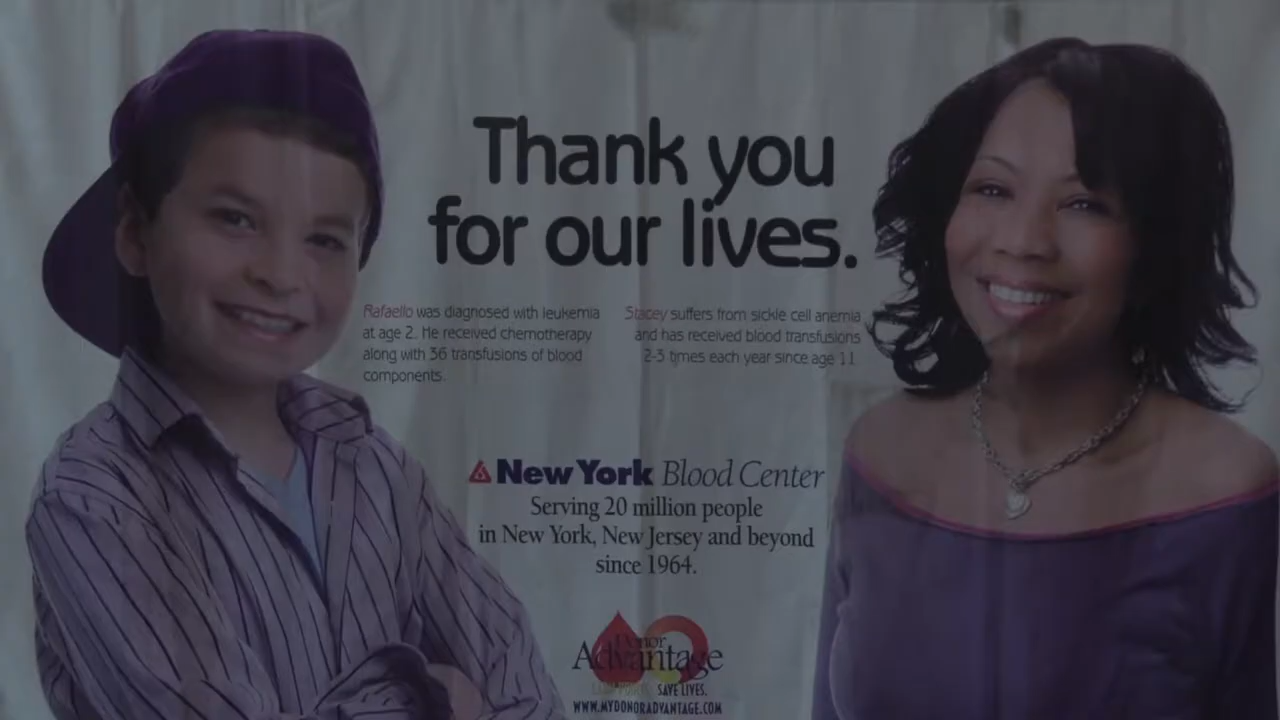 Thank you
for our lives.
Rafaello was diagnosed with leukemia
at age 2. He received chemotherapy
along with 36 transfusions of blood
components.
Stacey suffers from sickle cell anemia
and has received blood transfusions
2-3 times each year since age 11.
New York Blood Center
Serving 20 million people
in New York, New Jersey and beyond
since 1964.
Donor
Advantage
SAVE LIVES.
WWW.MYDONORADVANTAGE.COM